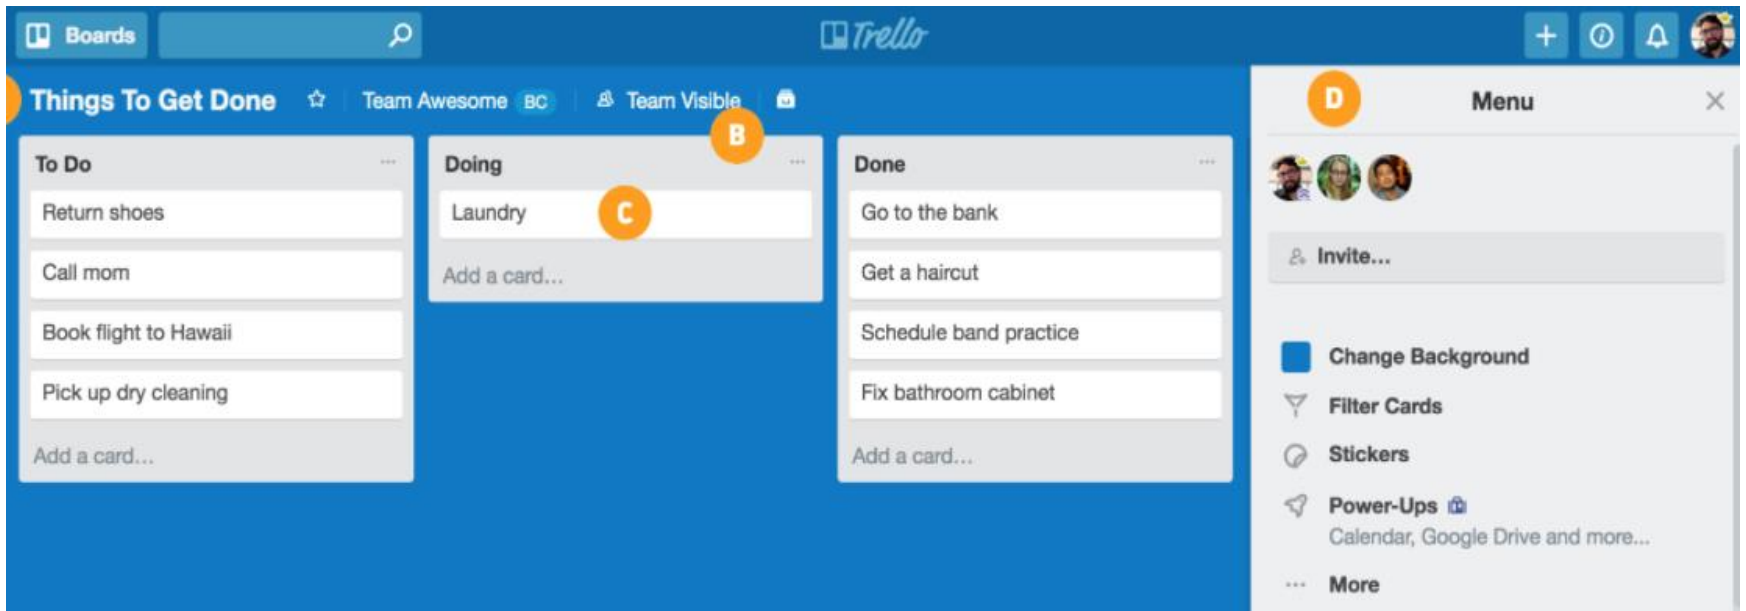 Boards
Trello
Things To Get Done
Team Awesome BC
Team Visible
B
To Do
...
Return shoes
Call mom
Book flight to Hawaii
Pick up dry cleaning
Add a card...
Doing
...
Laundry
C
Add a card...
Done
...
Go to the bank
Get a haircut
Schedule band practice
Fix bathroom cabinet
Add a card...
D
Menu
Invite...
Change Background
Filter Cards
Stickers
Power-Ups
Calendar, Google Drive and more...
... More